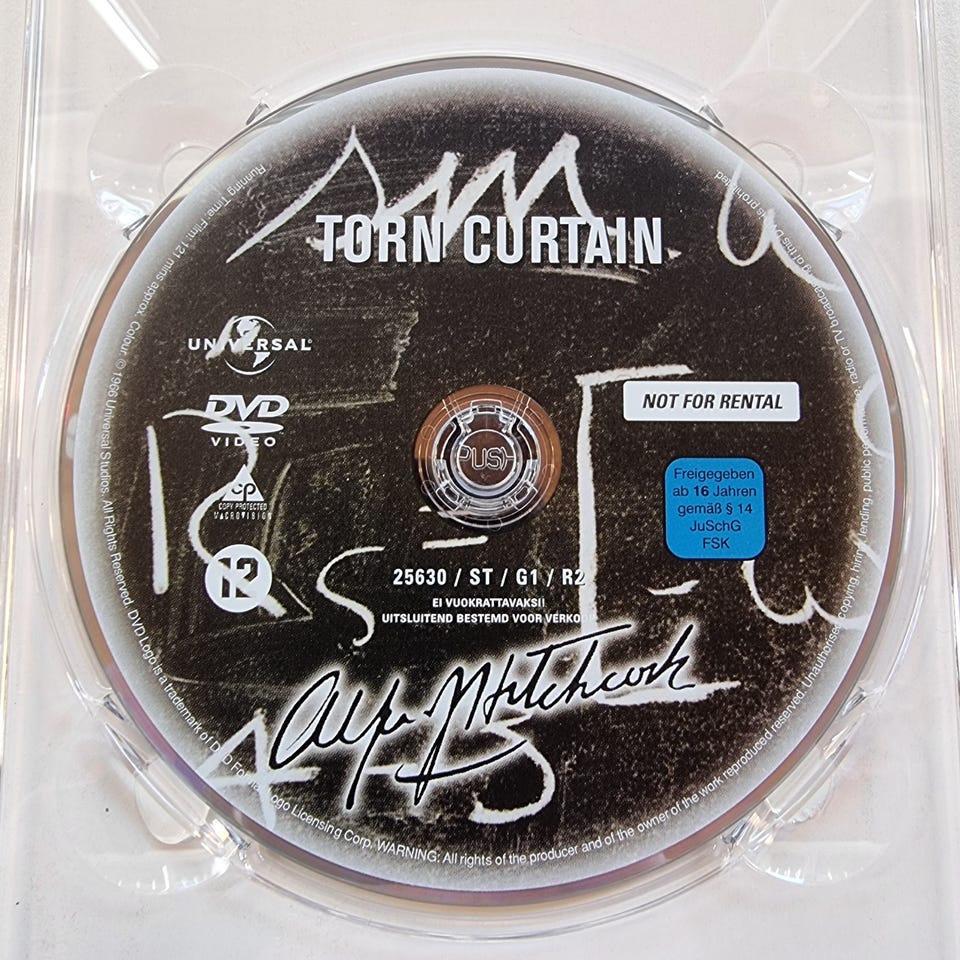 TORN CURTAIN
UNIVERSAL
DVD
VIDEO
NOT FOR RENTAL
cp
COPY PROTECTED
MACROVISION
Freigegeben
ab 16 Jahren
gemäß § 14
JuSchG
FSK
PUSH
12
25630 / ST / G1 / R2
EI VUOKRATTAVAKSI!
UITSLUITEND BESTEMD VOOR VERKOOP
Alfred Hitchcock
Running Time: Film: 121 mins approx. Colour © 1966 Universal Studios. All Rights Reserved. DVD Logo is a trademark of DVD Format/Logo Licensing Corp. WARNING: All rights of the producer and of the owner of the work reproduced reserved. Unauthorised copying, hiring, lending, public performance, radio or TV broadcasting of this DVD is prohibited